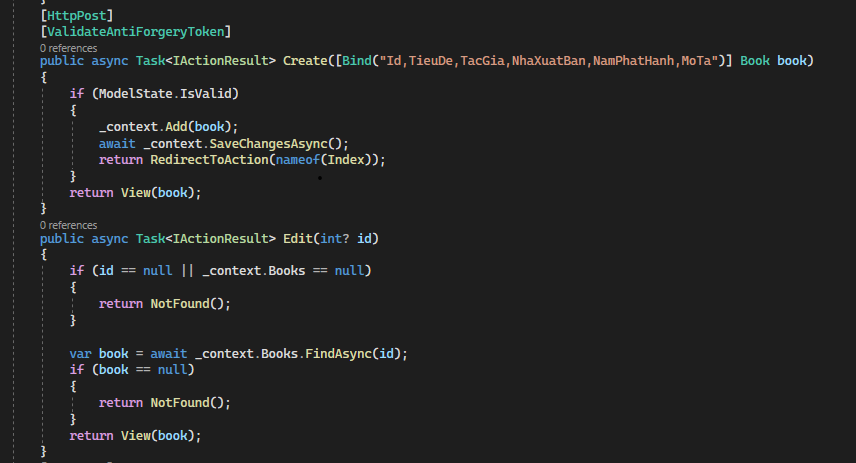 [HttpPost]
[ValidateAntiForgeryToken]
0 references
public async Task<IActionResult> Create([Bind("Id,TieuDe,TacGia,NhaXuatBan,NamPhatHanh,MoTa")] Book book)
{
if (ModelState.IsValid)
{
_context.Add(book);
await _context.SaveChangesAsync();
return RedirectToAction(nameof(Index));
}
return View(book);
}
0 references
public async Task<IActionResult> Edit(int? id)
{
if (id == null || _context.Books == null)
{
return NotFound();
}
var book = await _context.Books.FindAsync(id);
if (book == null)
{
return NotFound();
}
return View(book);
}